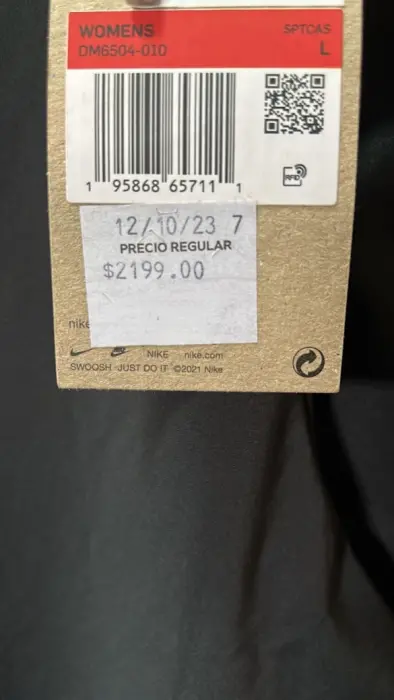 WOMENS
SPTCAS
DM6504-010
L
1 95868 65711 1
RFID
12/10/23 7
PRECIO REGULAR
$2199.00
nike
NIKE nike.com
SWOOSH JUST DO IT ©2021 Nike